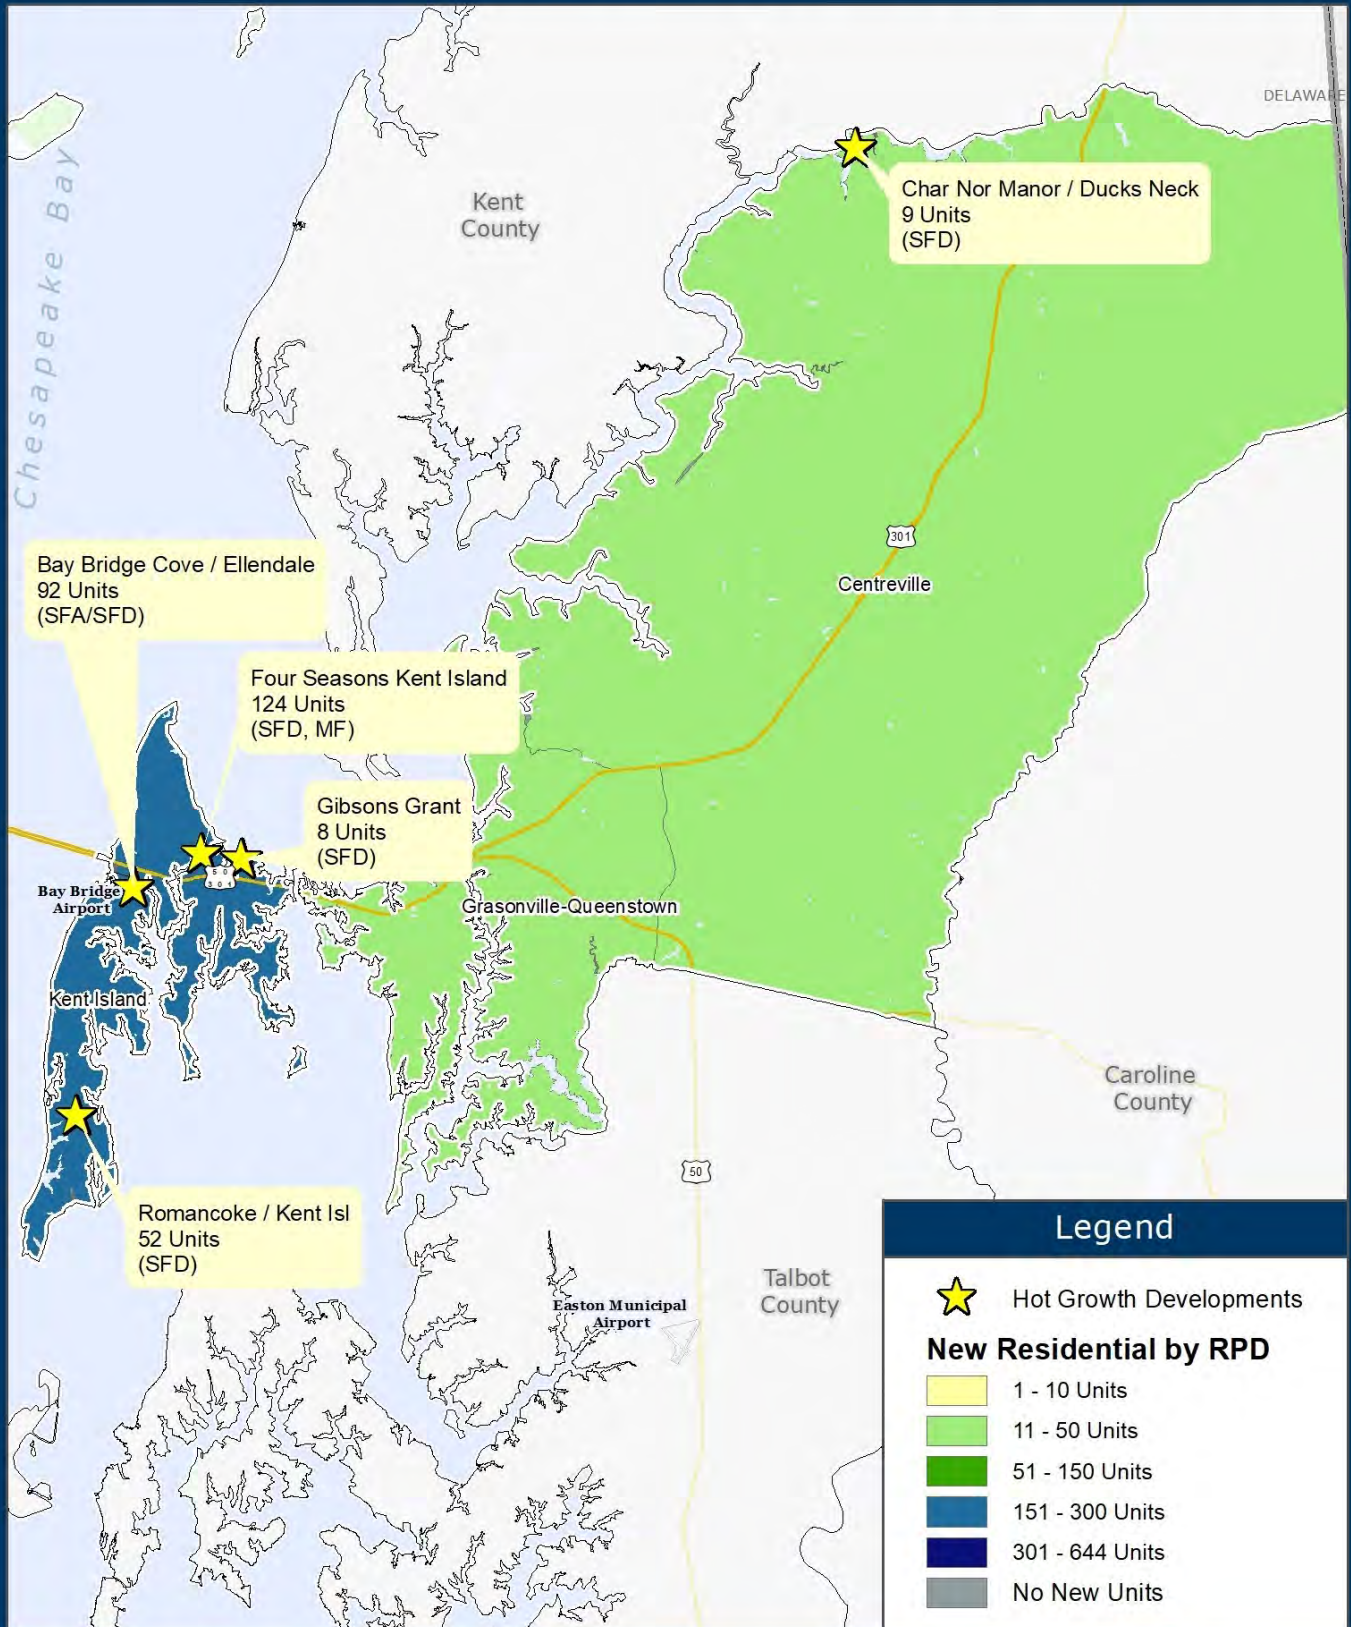 DELAWARE
Char Nor Manor / Ducks Neck
9 Units
(SFD)
Kent
County
Chesapeake Bay
301
Centreville
Bay Bridge Cove / Ellendale
92 Units
(SFA/SFD)
Four Seasons Kent Island
124 Units
(SFD, MF)
Gibsons Grant
8 Units
(SFD)
50
301
Bay Bridge
Airport
Grasonville-Queenstown
Kent Island
Caroline
County
50
Romancoke / Kent Isl
52 Units
(SFD)
Talbot
County
Easton Municipal
Airport
Legend
Hot Growth Developments
New Residential by RPD
1 - 10 Units
11 - 50 Units
51 - 150 Units
151 - 300 Units
301 - 644 Units
No New Units